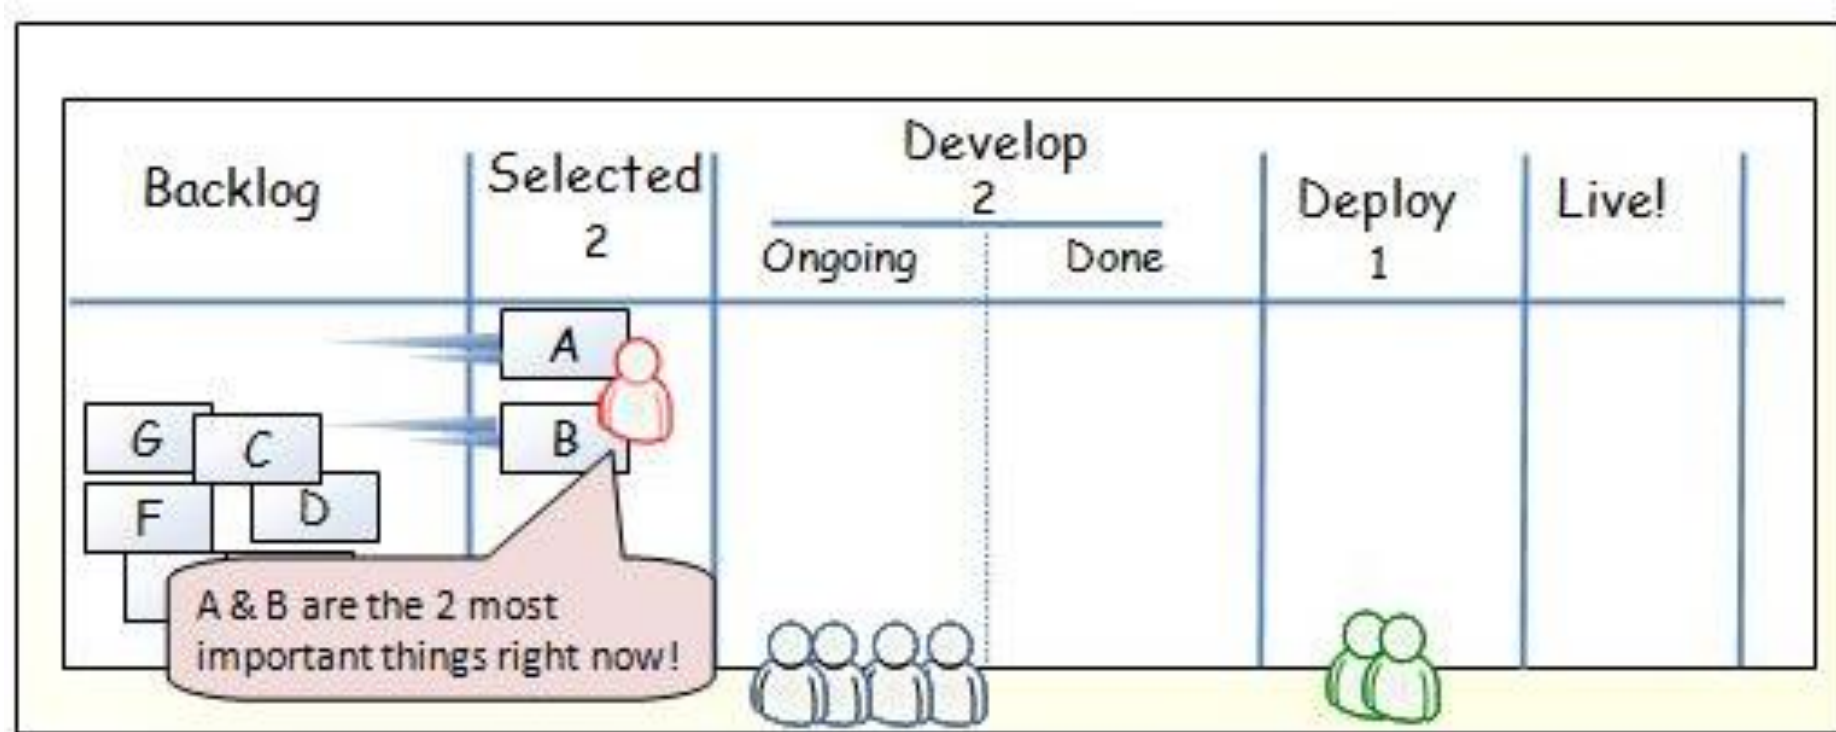 Backlog
Selected
2
Develop
2
Ongoing
Done
Deploy
1
Live!
A
B
G
C
F
D
A & B are the 2 most
important things right now!